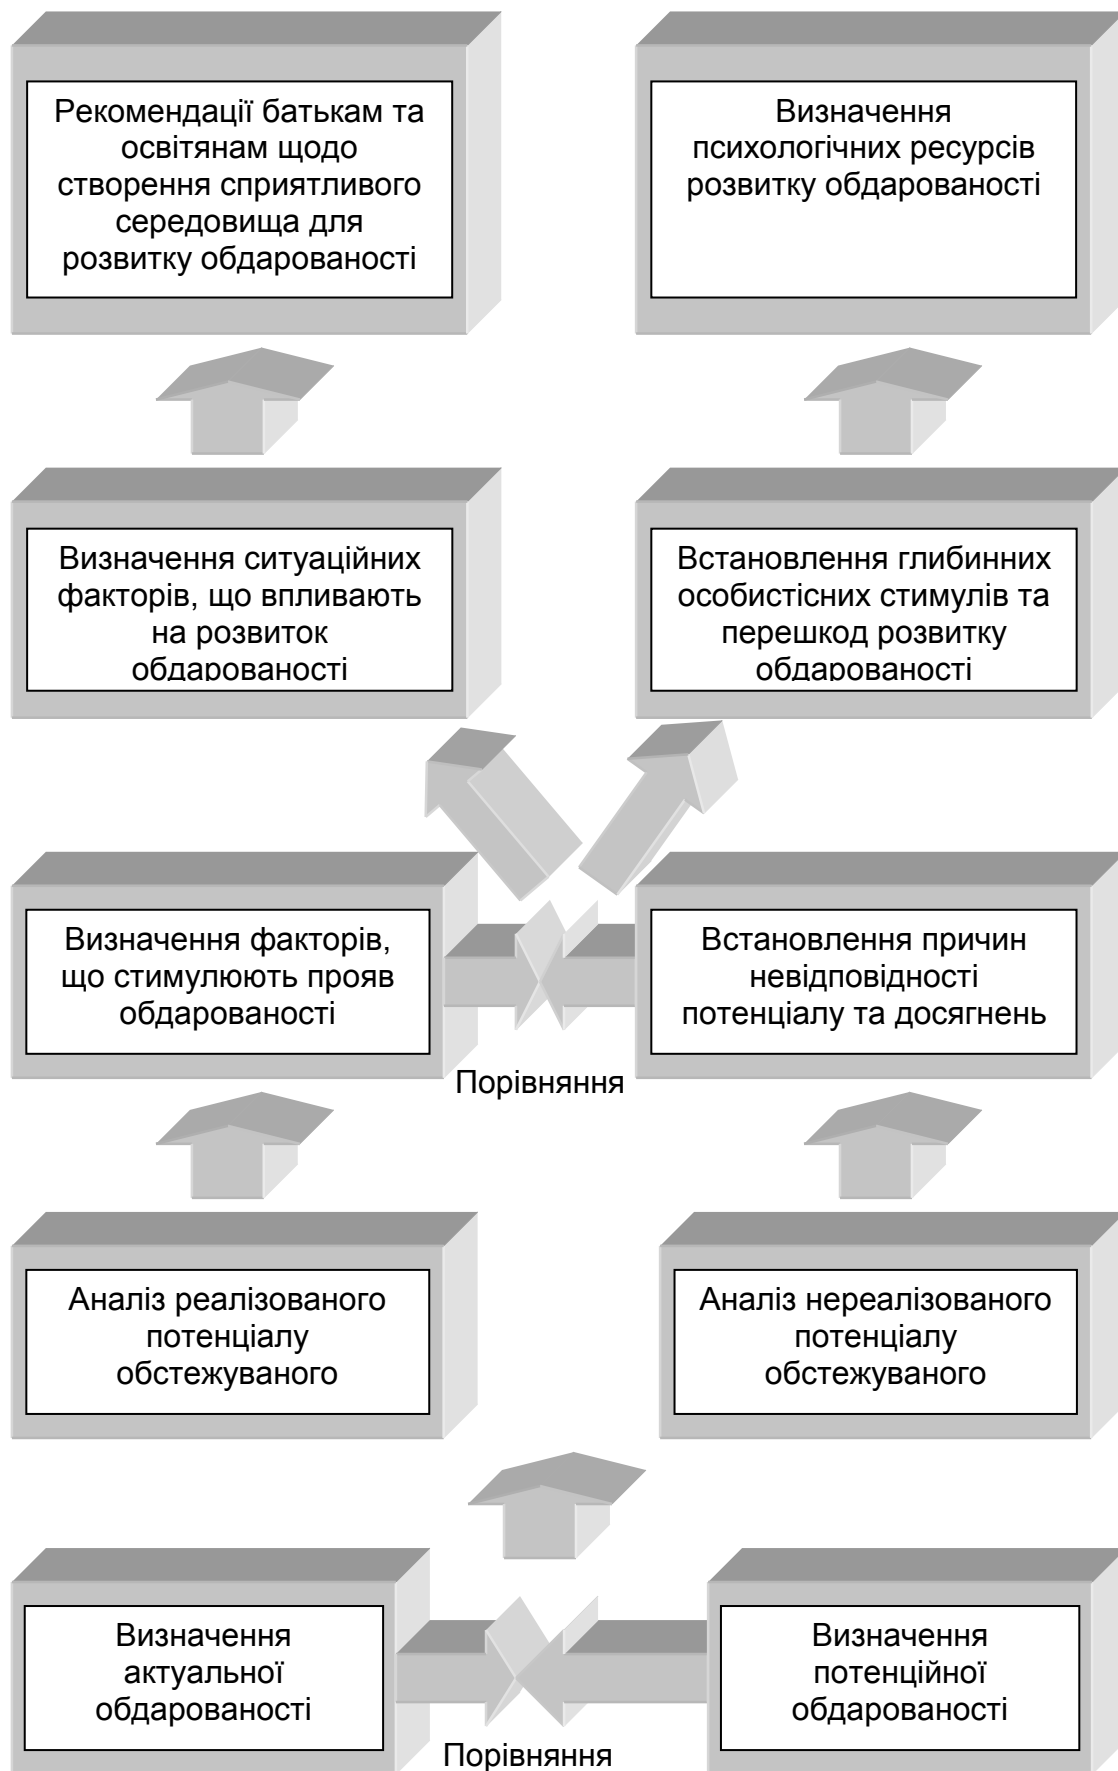 Рекомендації батькам та
освітянам щодо
створення сприятливого
середовища для
розвитку обдарованості
Визначення
психологічних ресурсів
розвитку обдарованості
Визначення ситуаційних
факторів, що впливають
на розвиток
обдарованості
Встановлення глибинних
особистісних стимулів та
перешкод розвитку
обдарованості
Визначення факторів,
що стимулюють прояв
обдарованості
Встановлення причин
невідповідності
потенціалу та досягнень
Порівняння
Аналіз реалізованого
потенціалу
обстежуваного
Аналіз нереалізованого
потенціалу
обстежуваного
Визначення
актуальної
обдарованості
Визначення
потенційної
обдарованості
Порівняння